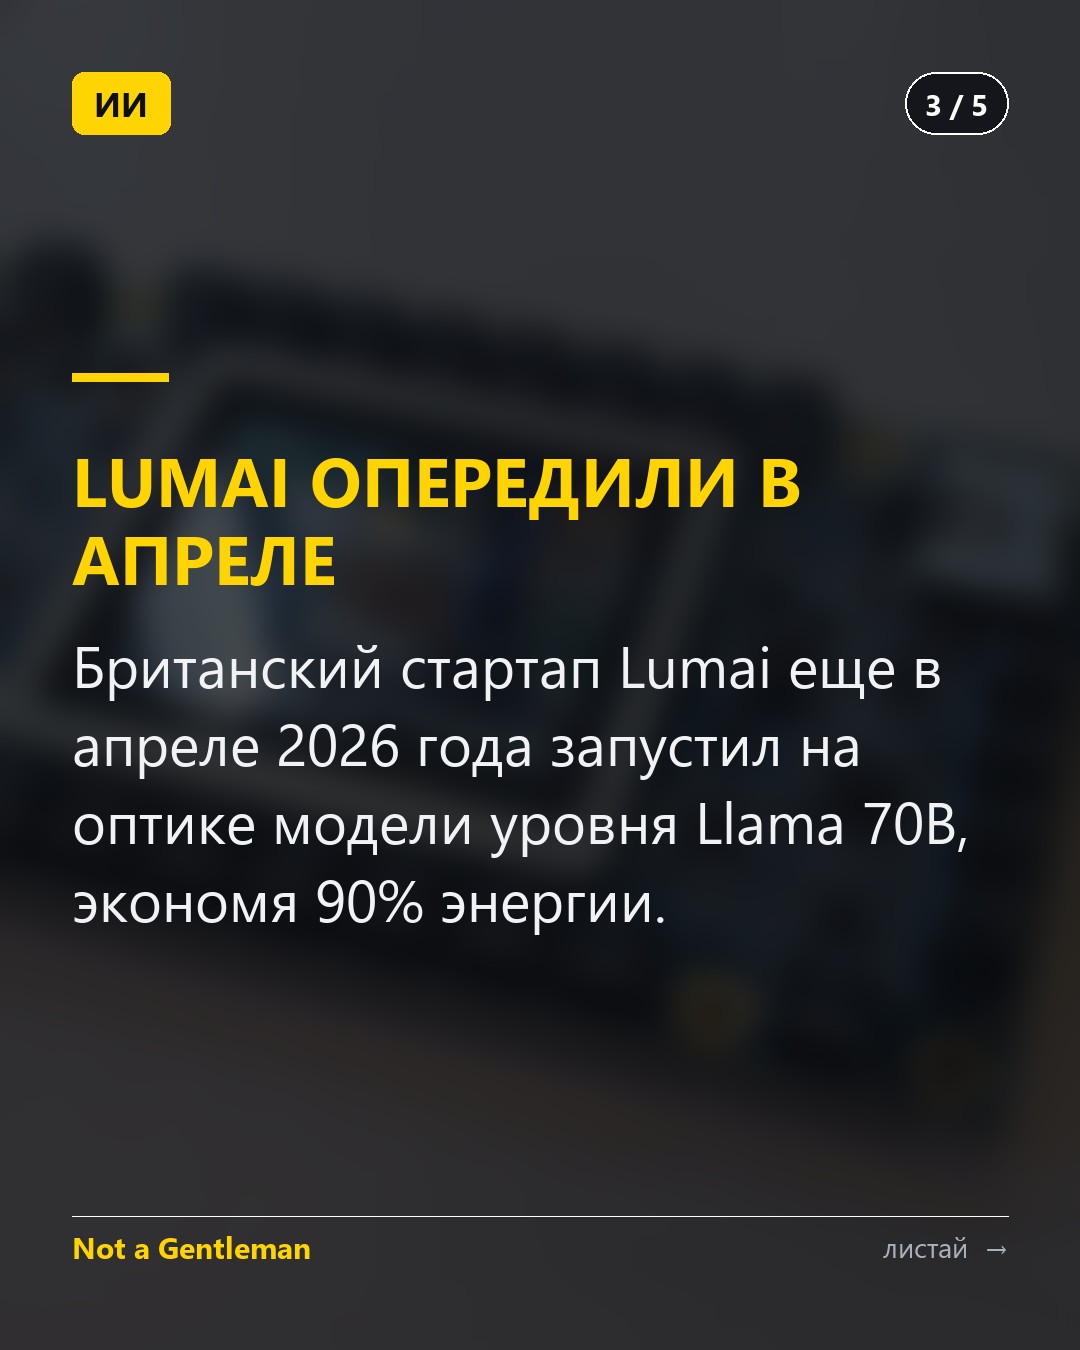 ИИ
3 / 5
LUMAI ОПЕРЕДИЛИ В
АПРЕЛЕ
Британский стартап Lumai еще в
апреле 2026 года запустил на
оптике модели уровня Llama 70B,
экономя 90% энергии.
Not a Gentleman
листай →